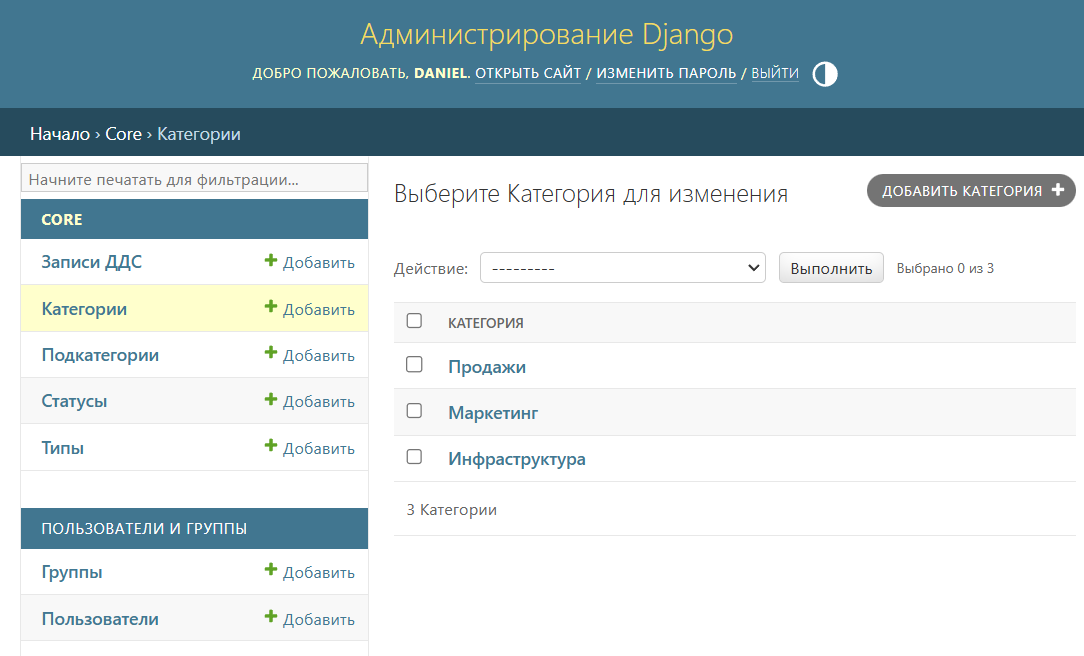 Администрирование Django
ДОБРО ПОЖАЛОВАТЬ, DANIEL. ОТКРЫТЬ САЙТ / ИЗМЕНИТЬ ПАРОЛЬ / ВЫЙТИ
Начало › Core › Категории
Начните печатать для фильтрации...
CORE
Записи ДДС Добавить
Категории Добавить
Подкатегории Добавить
Статусы Добавить
Типы Добавить
ПОЛЬЗОВАТЕЛИ И ГРУППЫ
Группы Добавить
Пользователи Добавить
Выберите Категория для изменения
ДОБАВИТЬ КАТЕГОРИЯ +
Действие: --------- Выполнить Выбрано 0 из 3
КАТЕГОРИЯ
Продажи
Маркетинг
Инфраструктура
3 Категории